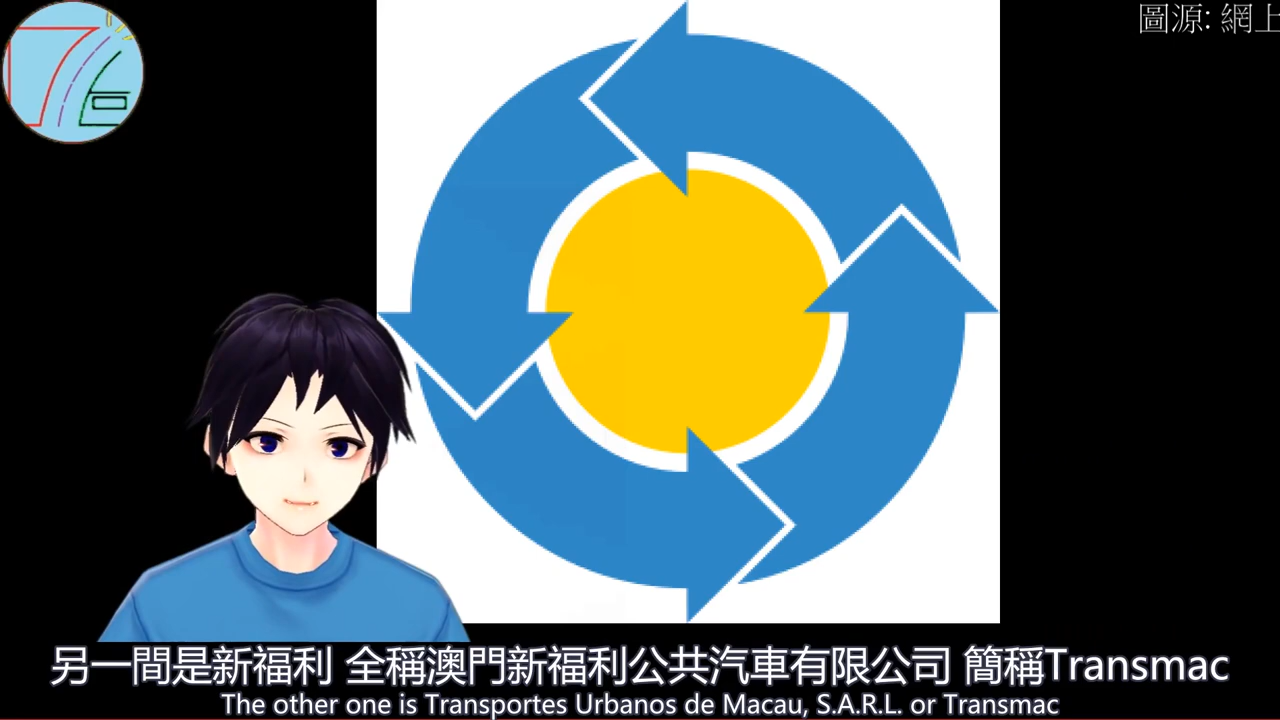 圖源: 網上
另一間是新福利 全稱澳門新福利公共汽車有限公司 簡稱Transmac
The other one is Transportes Urbanos de Macau, S.A.R.L. or Transmac